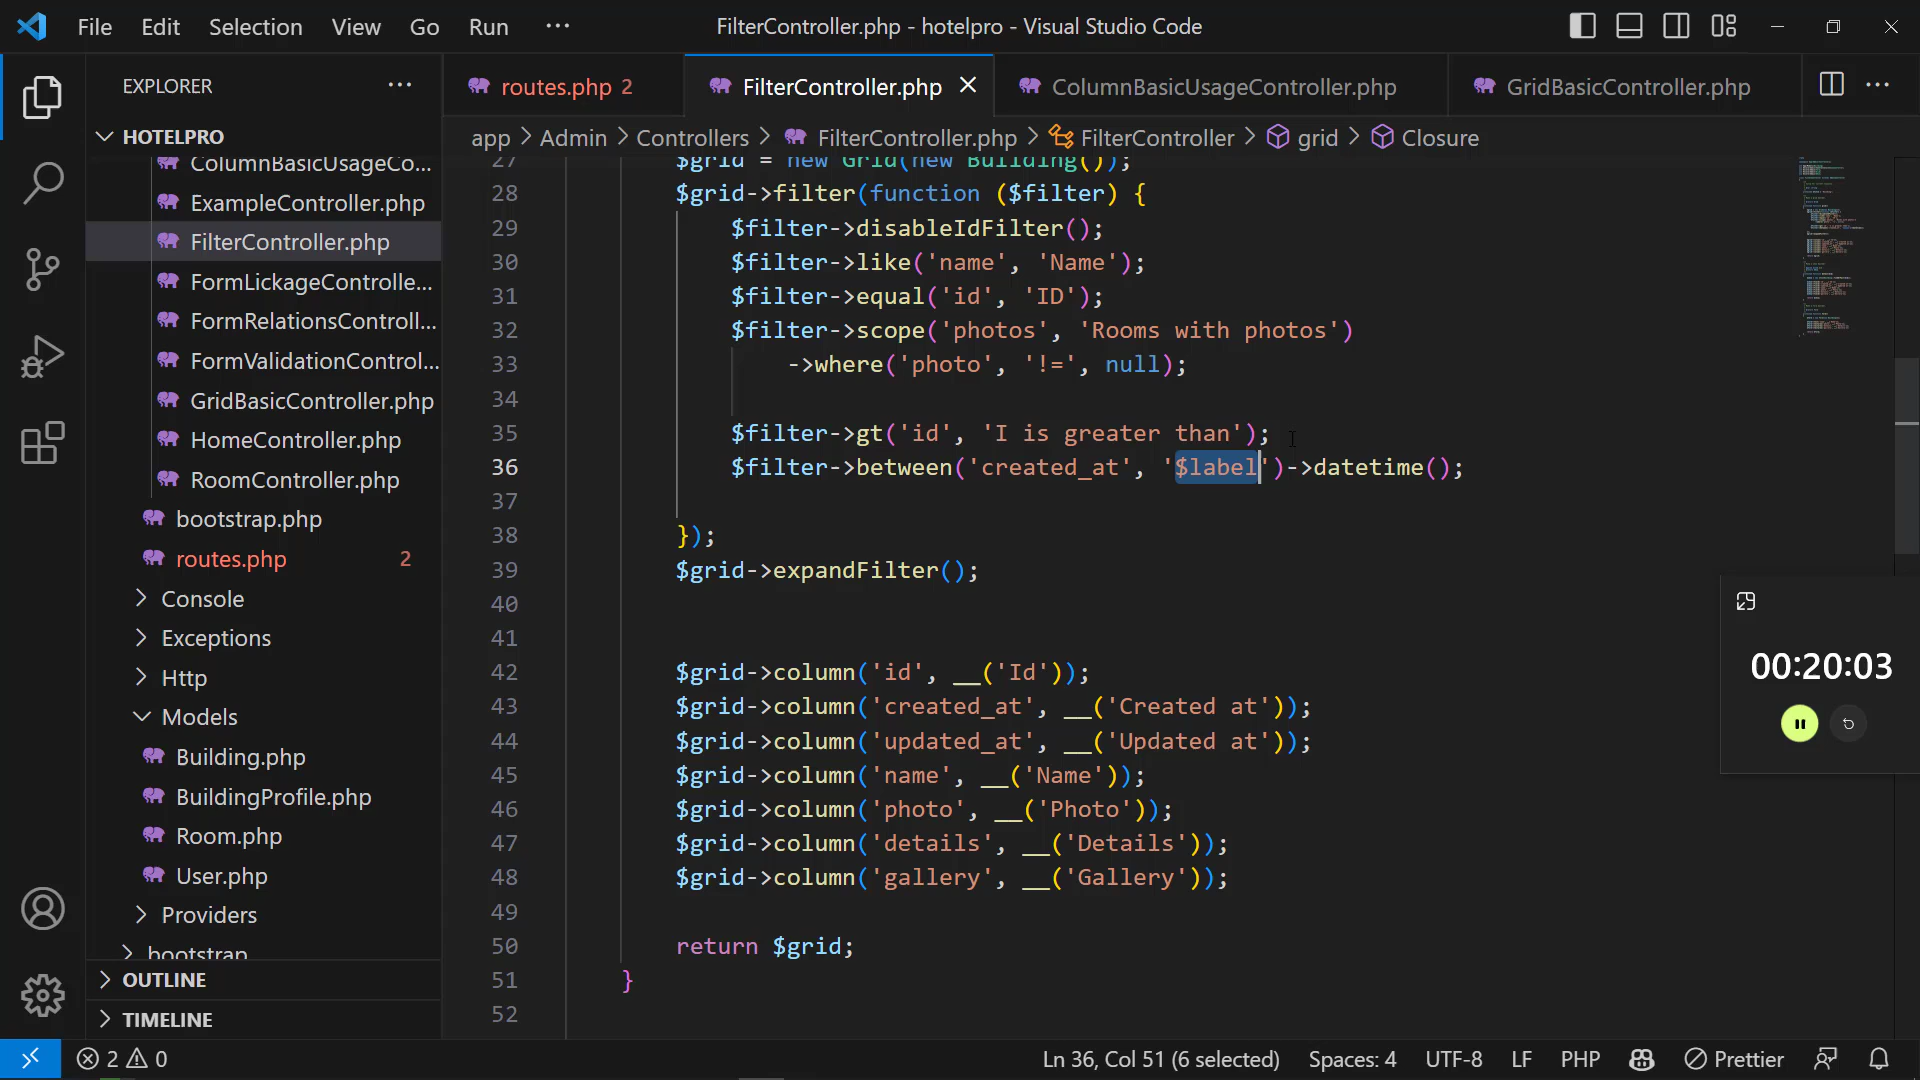 File Edit Selection View Go Run ··· FilterController.php - hotelpro - Visual Studio Code
EXPLORER ···
routes.php 2 FilterController.php ColumnBasicUsageController.php GridBasicController.php ···
HOTELPRO
app > Admin > Controllers > FilterController.php > FilterController > grid > Closure
ColumnBasicUsageCo...
ExampleController.php
FilterController.php
FormLickageControlle...
FormRelationsControll...
FormValidationControl...
GridBasicController.php
HomeController.php
RoomController.php
bootstrap.php
routes.php 2
Console
Exceptions
Http
Models
Building.php
BuildingProfile.php
Room.php
User.php
Providers
bootstrap
OUTLINE
TIMELINE
27 $grid = new Grid(new Building());
28 $grid->filter(function ($filter) {
29 $filter->disableIdFilter();
30 $filter->like('name', 'Name');
31 $filter->equal('id', 'ID');
32 $filter->scope('photos', 'Rooms with photos')
33 ->where('photo', '!=', null);
34
35 $filter->gt('id', 'I is greater than');
36 $filter->between('created_at', '$label')->datetime();
37
38 });
39 $grid->expandFilter();
40
41
42 $grid->column('id', __('Id'));
43 $grid->column('created_at', __('Created at'));
44 $grid->column('updated_at', __('Updated at'));
45 $grid->column('name', __('Name'));
46 $grid->column('photo', __('Photo'));
47 $grid->column('details', __('Details'));
48 $grid->column('gallery', __('Gallery'));
49
50 return $grid;
51 }
52
00:20:03
2 0 Ln 36, Col 51 (6 selected) Spaces: 4 UTF-8 LF PHP Prettier